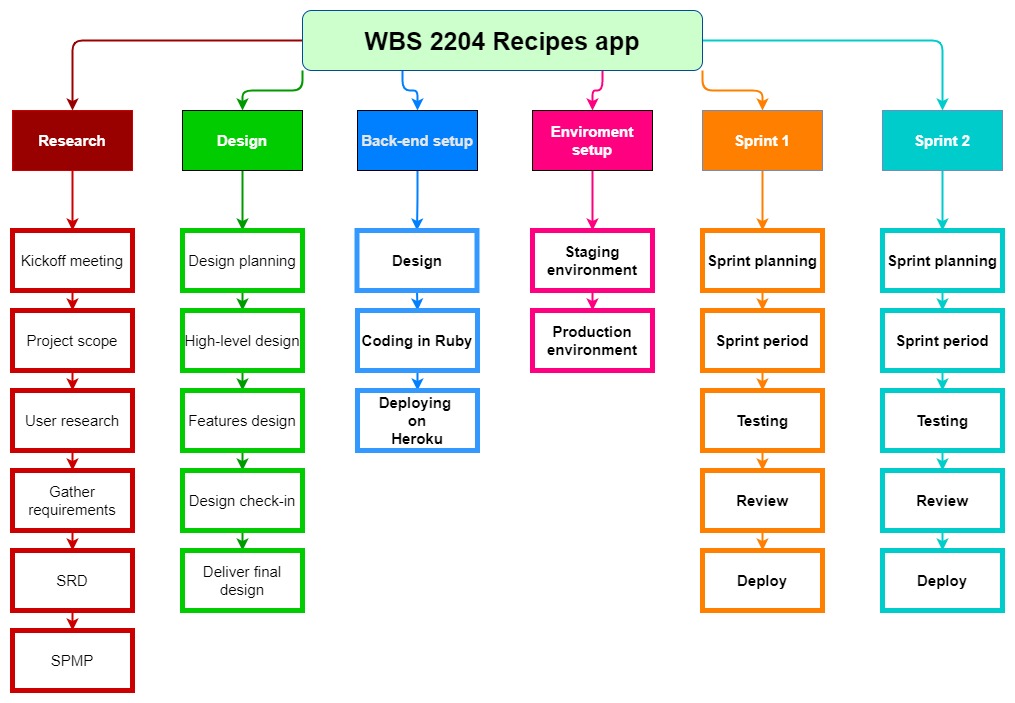 WBS 2204 Recipes app
Research
Design
Back-end setup
Enviroment
setup
Sprint 1
Sprint 2
Kickoff meeting
Project scope
User research
Gather
requirements
SRD
SPMP
Design planning
High-level design
Features design
Design check-in
Deliver final
design
Design
Coding in Ruby
Deploying
on
Heroku
Staging
environment
Production
environment
Sprint planning
Sprint period
Testing
Review
Deploy
Sprint planning
Sprint period
Testing
Review
Deploy